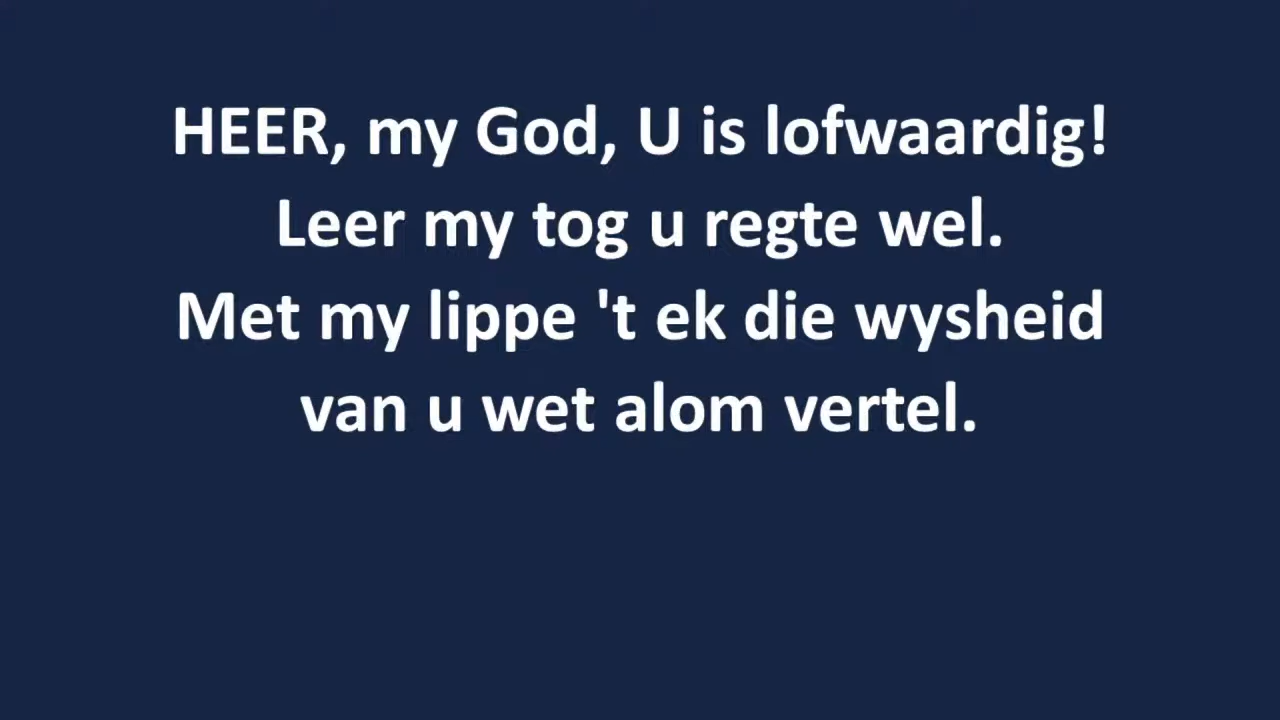 HEER, my God, U is lofwaardig!
Leer my tog u regte wel.
Met my lippe 't ek die wysheid
van u wet alom vertel.